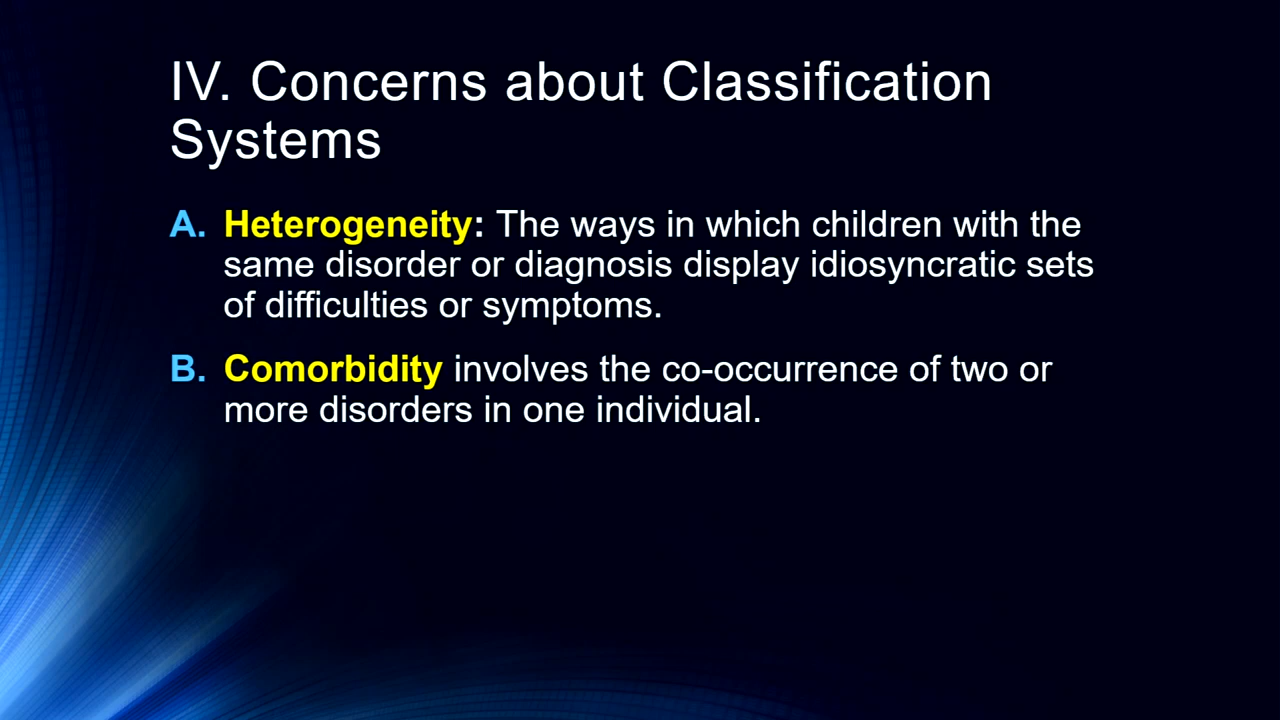 IV. Concerns about Classification
Systems
A. Heterogeneity: The ways in which children with the
same disorder or diagnosis display idiosyncratic sets
of difficulties or symptoms.
B. Comorbidity involves the co-occurrence of two or
more disorders in one individual.